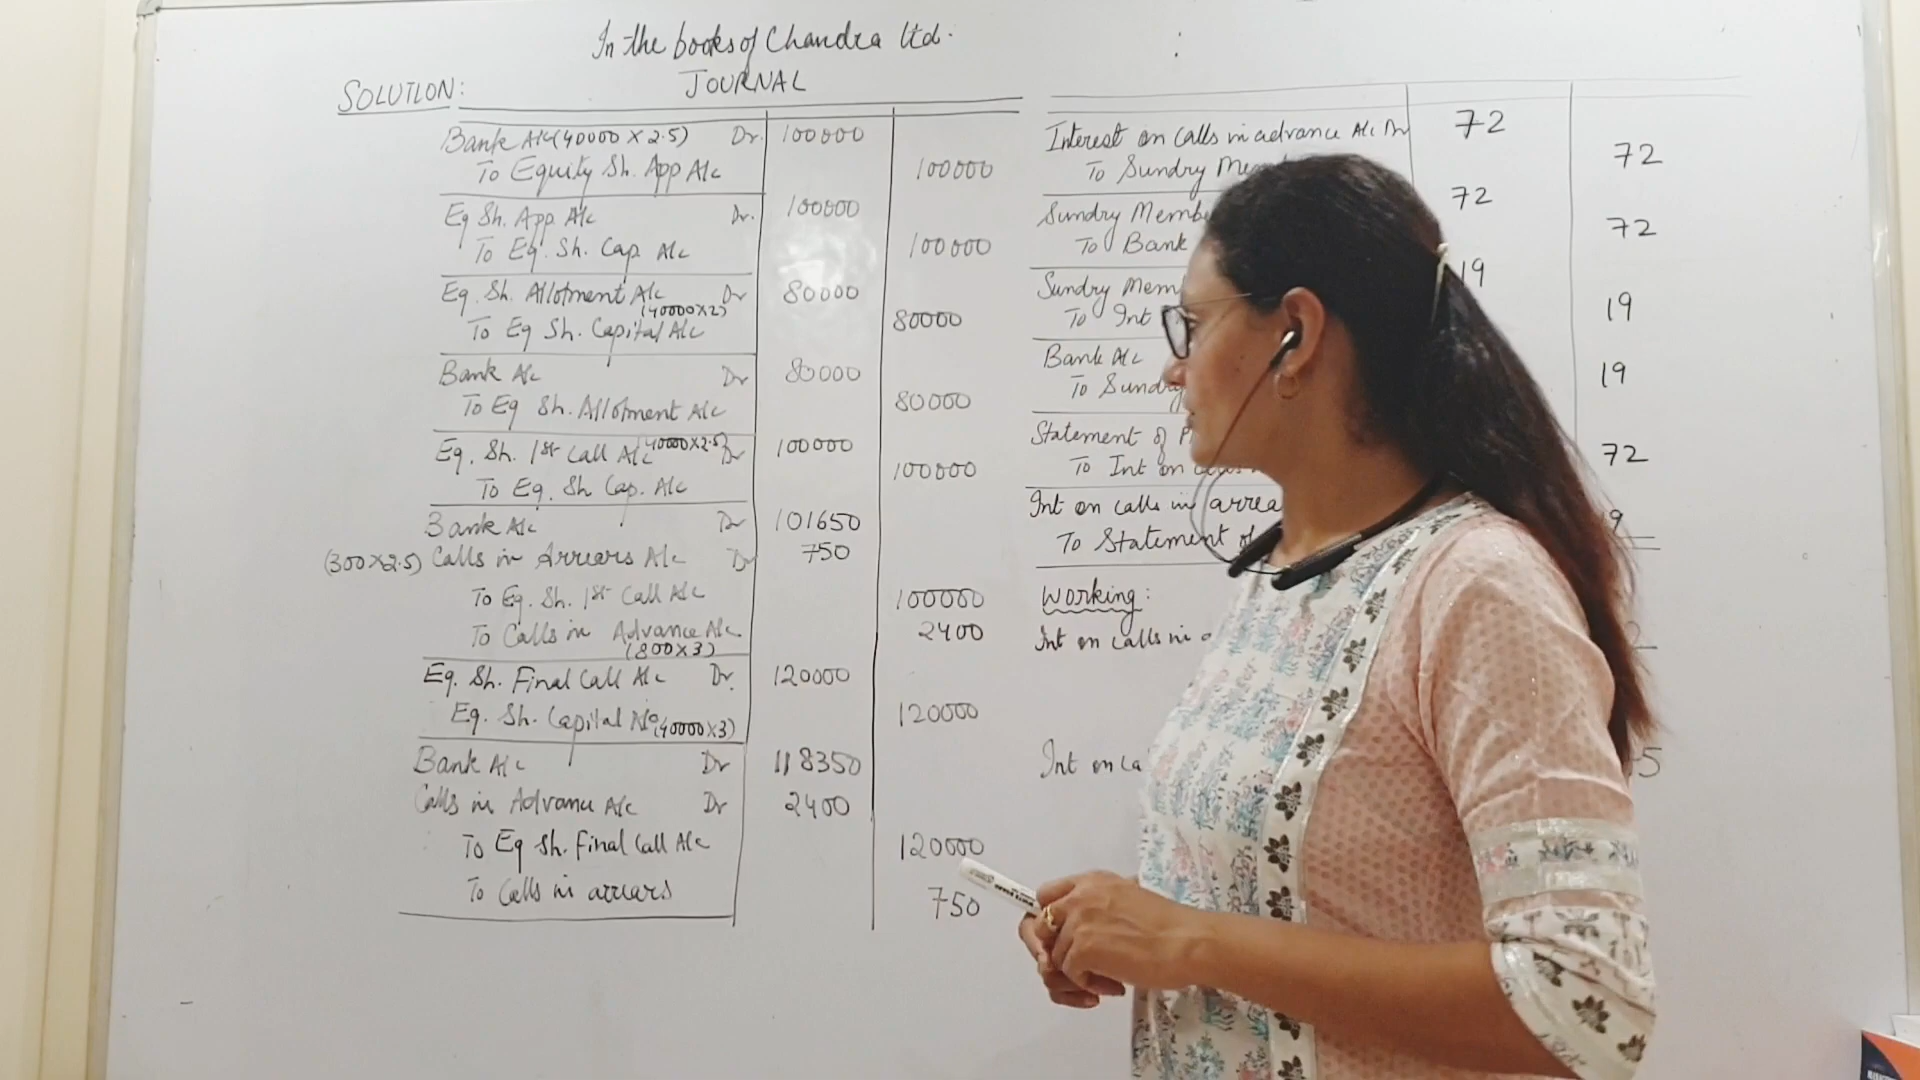 In the books of Chandra Ltd.
JOURNAL
SOLUTION:
Bank A/c (40000 X 2.5) Dr. 100000
To Equity Sh. App A/c 100000
Eq Sh. App A/c Dr. 100000
To Eq. Sh. Cap. A/c 100000
Eq. Sh. Allotment A/c Dr 80000
(40000X2)
To Eq Sh. Capital A/c 80000
Bank A/c Dr 80000
To Eq Sh. Allotment A/c 80000
Eq. Sh. 1st Call A/c (40000X2.5) Dr 100000
To Eq. Sh Cap. A/c 100000
Bank A/c Dr 101650
(300X2.5) Calls in Arrears A/c Dr 750
To Eq. Sh. 1st Call A/c 100000
To Calls in Advance A/c 2400
(800X3)
Eq. Sh. Final Call A/c Dr. 120000
Eq. Sh. Capital A/c (40000X3) 120000
Bank A/c Dr 118350
Calls in Advance A/c Dr 2400
To Eq Sh. Final Call A/c 120000
To Calls in arrears 750
Interest on calls in advance A/c Dr 72
To Sundry 72
Sundry 72
To Bank 72
Sundry 19
To Int 19
Bank A/c
To 19
Statement of
To Int on 72
Int on calls in
To Statement of 9
Working:
Int on calls in
Int on